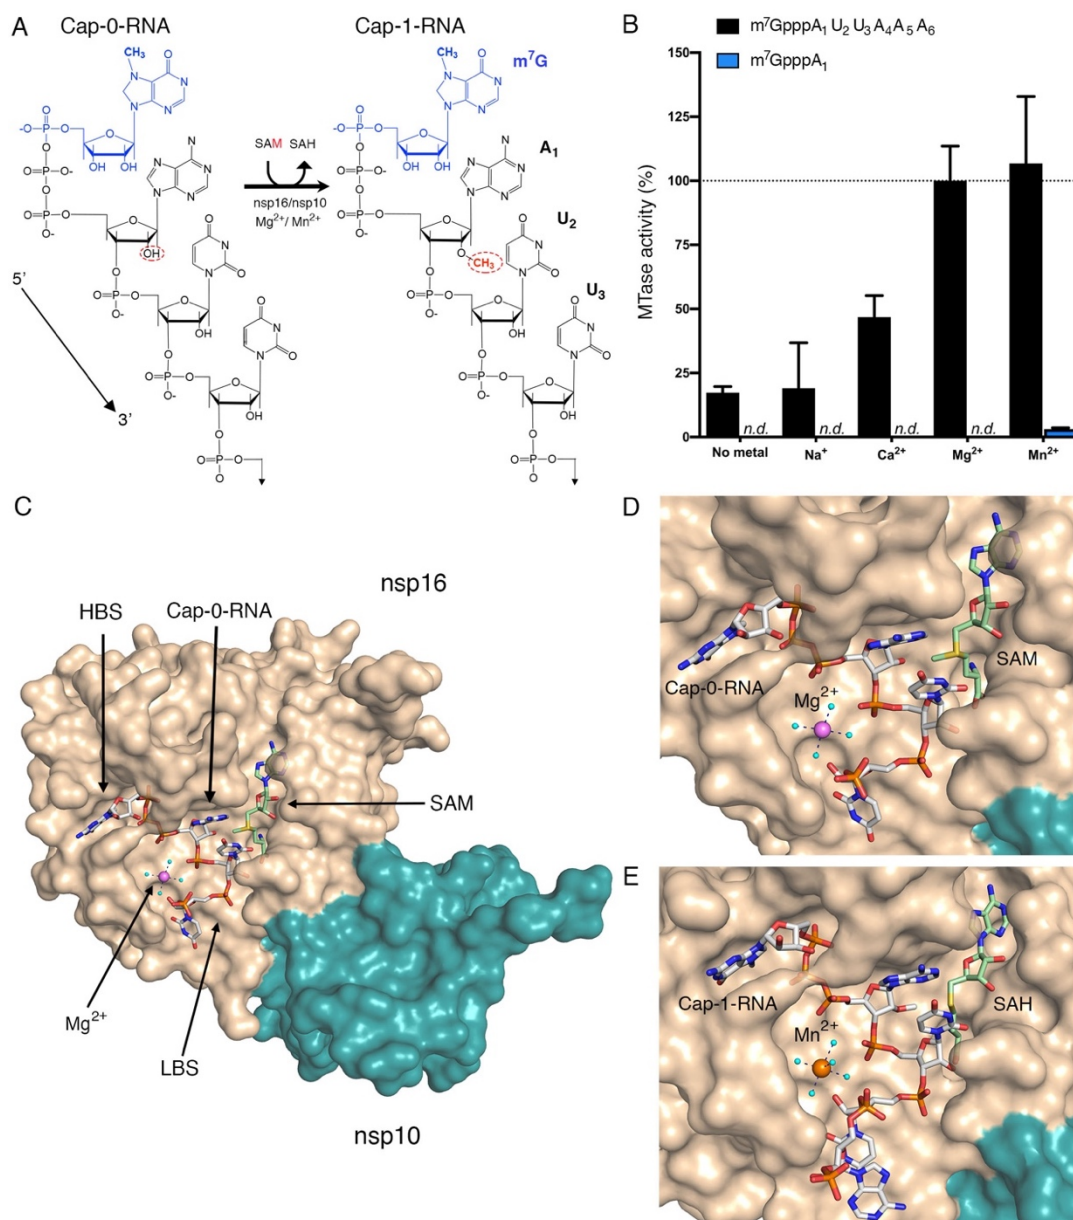 A
Cap-0-RNA
Cap-1-RNA
CH₃
CH₃
m⁷G
SAM SAH
nsp16/nsp10
Mg²⁺/ Mn²⁺
A₁
U₂
U₃
OH
CH₃
5’
3’
B
m⁷GpppA₁ U₂ U₃ A₄ A₅ A₆
m⁷GpppA₁
MTase activity (%)
150
125
100
75
50
25
0
n.d.
n.d.
n.d.
n.d.
No metal
Na⁺
Ca²⁺
Mg²⁺
Mn²⁺
C
nsp16
HBS
Cap-0-RNA
SAM
Mg²⁺
LBS
nsp10
D
Cap-0-RNA
Mg²⁺
SAM
E
Cap-1-RNA
Mn²⁺
SAH